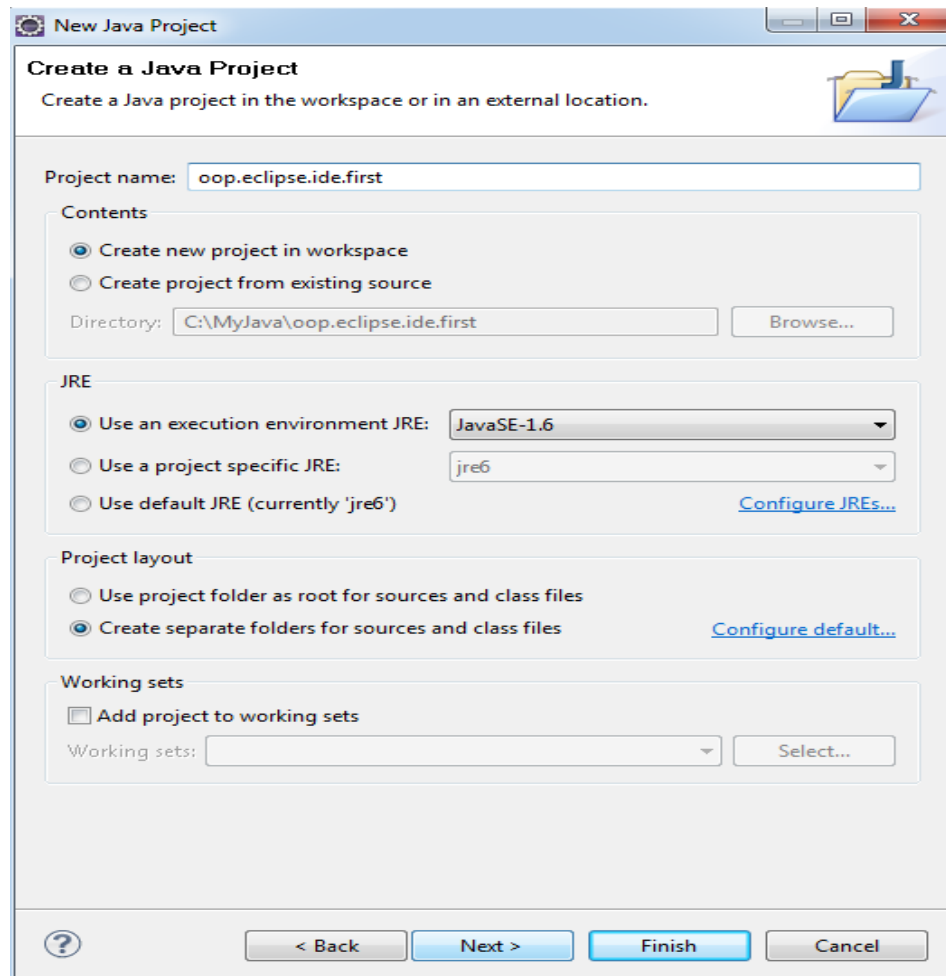 New Java Project
Create a Java Project
Create a Java project in the workspace or in an external location.
Project name: oop.eclipse.ide.first
Contents
Create new project in workspace
Create project from existing source
Directory: C:\MyJava\oop.eclipse.ide.first Browse...
JRE
Use an execution environment JRE: JavaSE-1.6
Use a project specific JRE: jre6
Use default JRE (currently 'jre6') Configure JREs...
Project layout
Use project folder as root for sources and class files
Create separate folders for sources and class files Configure default...
Working sets
Add project to working sets
Working sets: Select...
? < Back Next > Finish Cancel